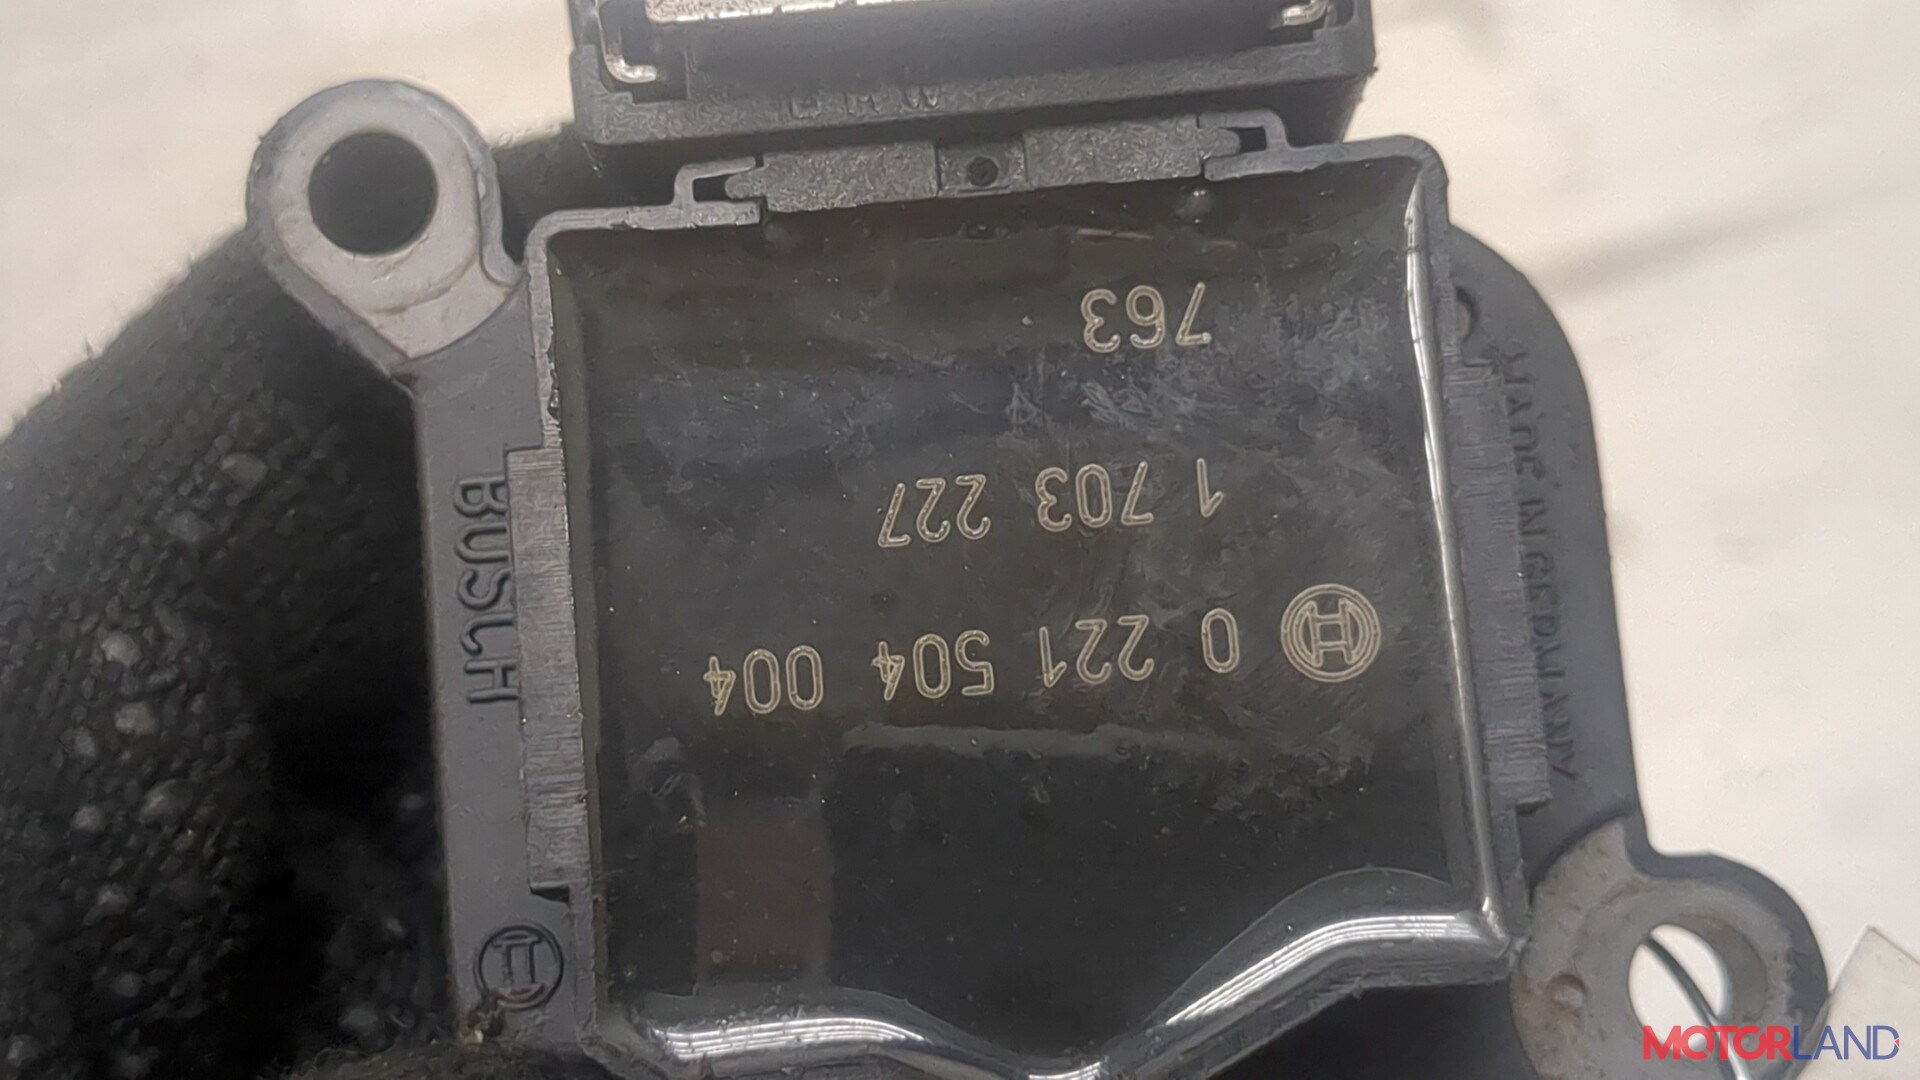 0 221 504 004
1 703 227
763
BOSCH
MADE IN GERMANY
MOTORLAND